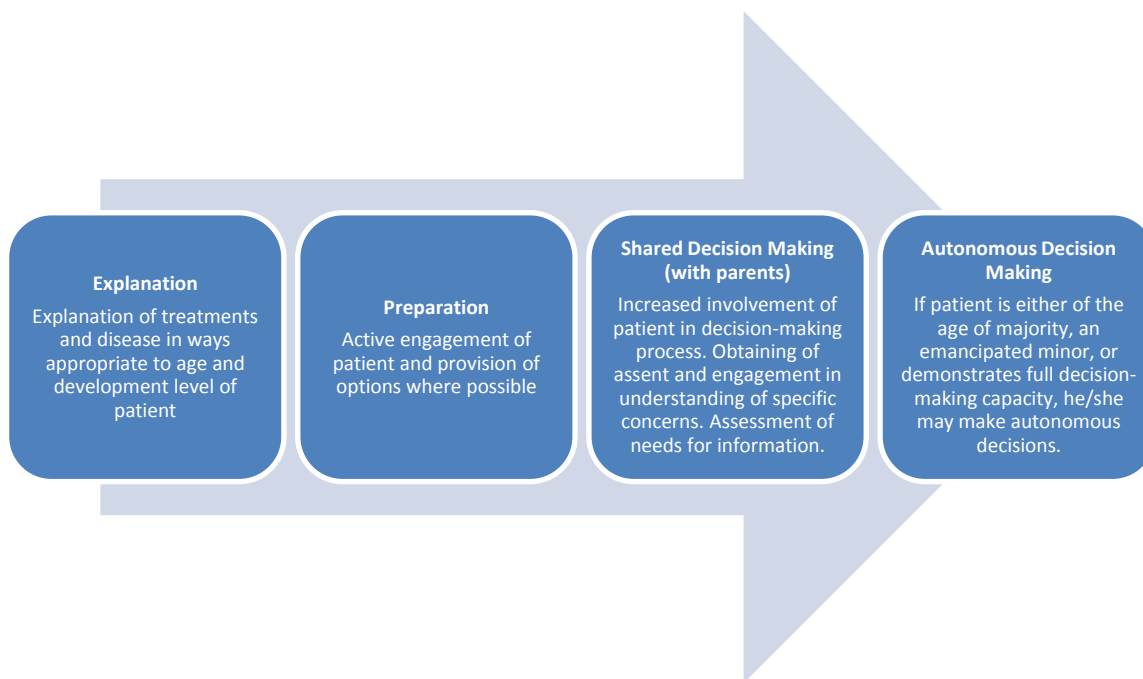 Explanation
Explanation of treatments
and disease in ways
appropriate to age and
development level of
patient
Preparation
Active engagement of
patient and provision of
options where possible
Shared Decision Making
(with parents)
Increased involvement of
patient in decision-making
process. Obtaining of
assent and engagement in
understanding of specific
concerns. Assessment of
needs for information.
Autonomous Decision
Making
If patient is either of the
age of majority, an
emancipated minor, or
demonstrates full decision-
making capacity, he/she
may make autonomous
decisions.